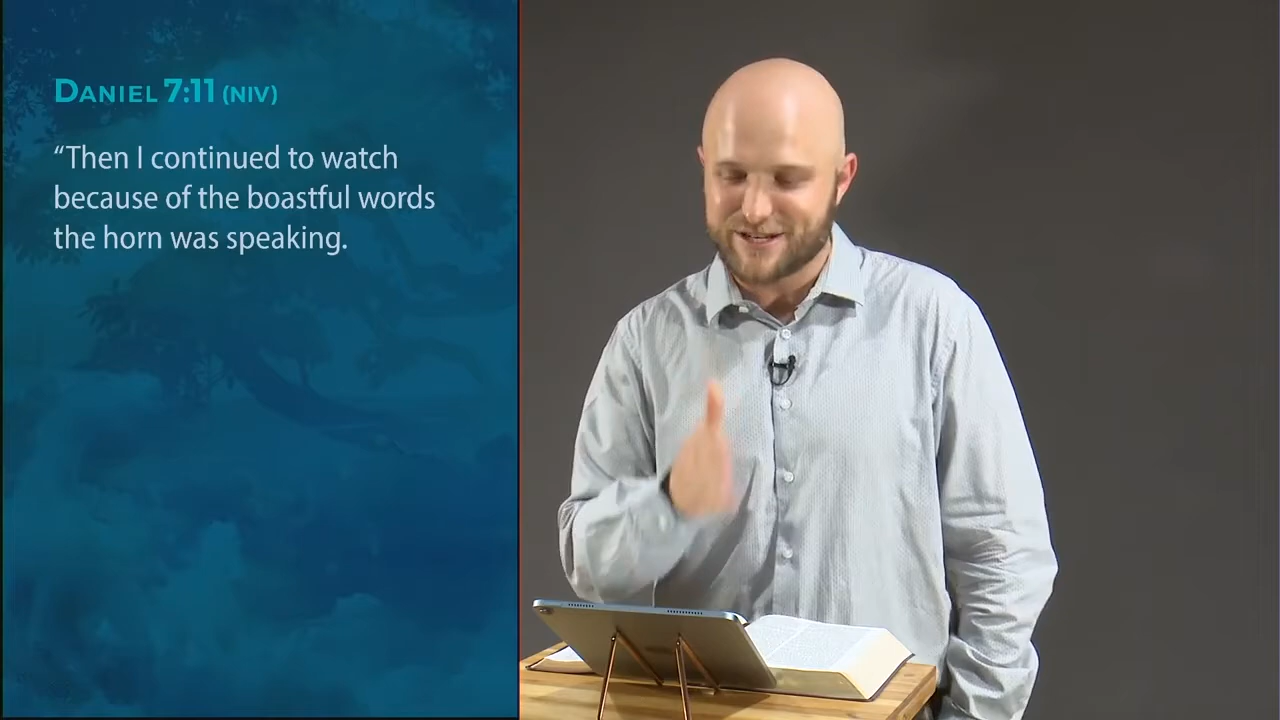 DANIEL 7:11 (NIV)
“Then I continued to watch
because of the boastful words
the horn was speaking.